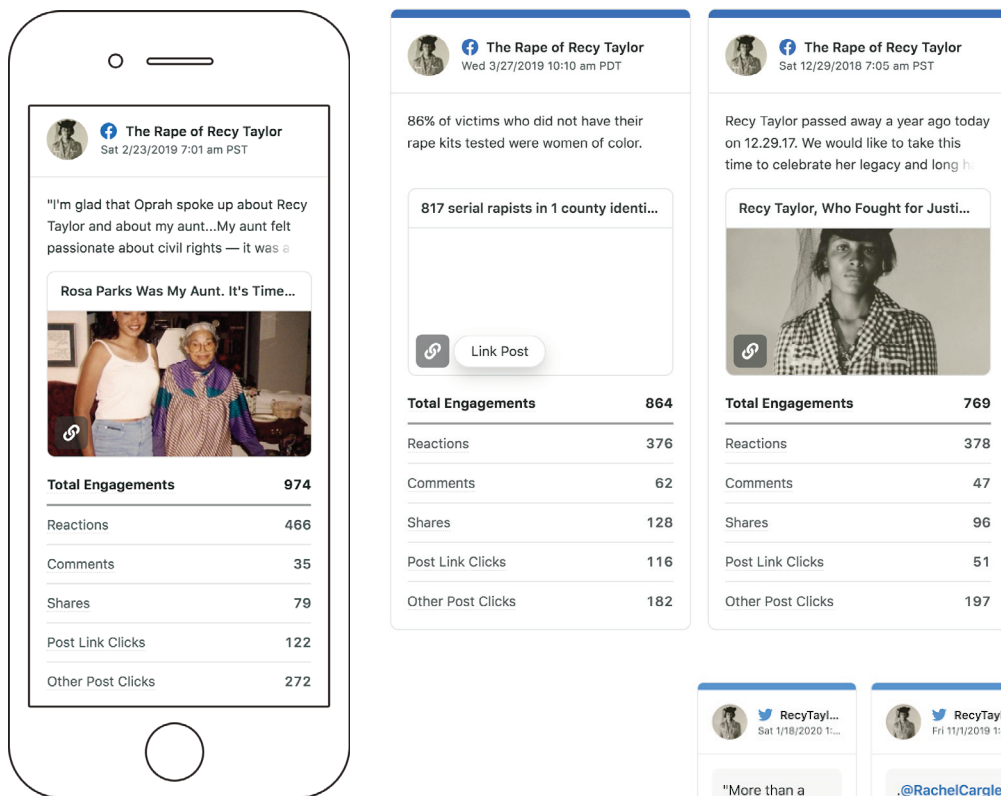 The Rape of Recy Taylor
Sat 2/23/2019 7:01 am PST
"I'm glad that Oprah spoke up about Recy
Taylor and about my aunt...My aunt felt
passionate about civil rights — it was a
Rosa Parks Was My Aunt. It's Time...
Total Engagements 974
Reactions 466
Comments 35
Shares 79
Post Link Clicks 122
Other Post Clicks 272
The Rape of Recy Taylor
Wed 3/27/2019 10:10 am PDT
86% of victims who did not have their
rape kits tested were women of color.
817 serial rapists in 1 county identi...
Link Post
Total Engagements 864
Reactions 376
Comments 62
Shares 128
Post Link Clicks 116
Other Post Clicks 182
The Rape of Recy Taylor
Sat 12/29/2018 7:05 am PST
Recy Taylor passed away a year ago today
on 12.29.17. We would like to take this
time to celebrate her legacy and long
Recy Taylor, Who Fought for Justi...
Total Engagements 769
Reactions 378
Comments 47
Shares 96
Post Link Clicks 51
Other Post Clicks 197
RecyTayl...
Sat 1/18/2020 1:...
"More than a
RecyTay
Fri 11/1/2019 1:
.@RachelCargle